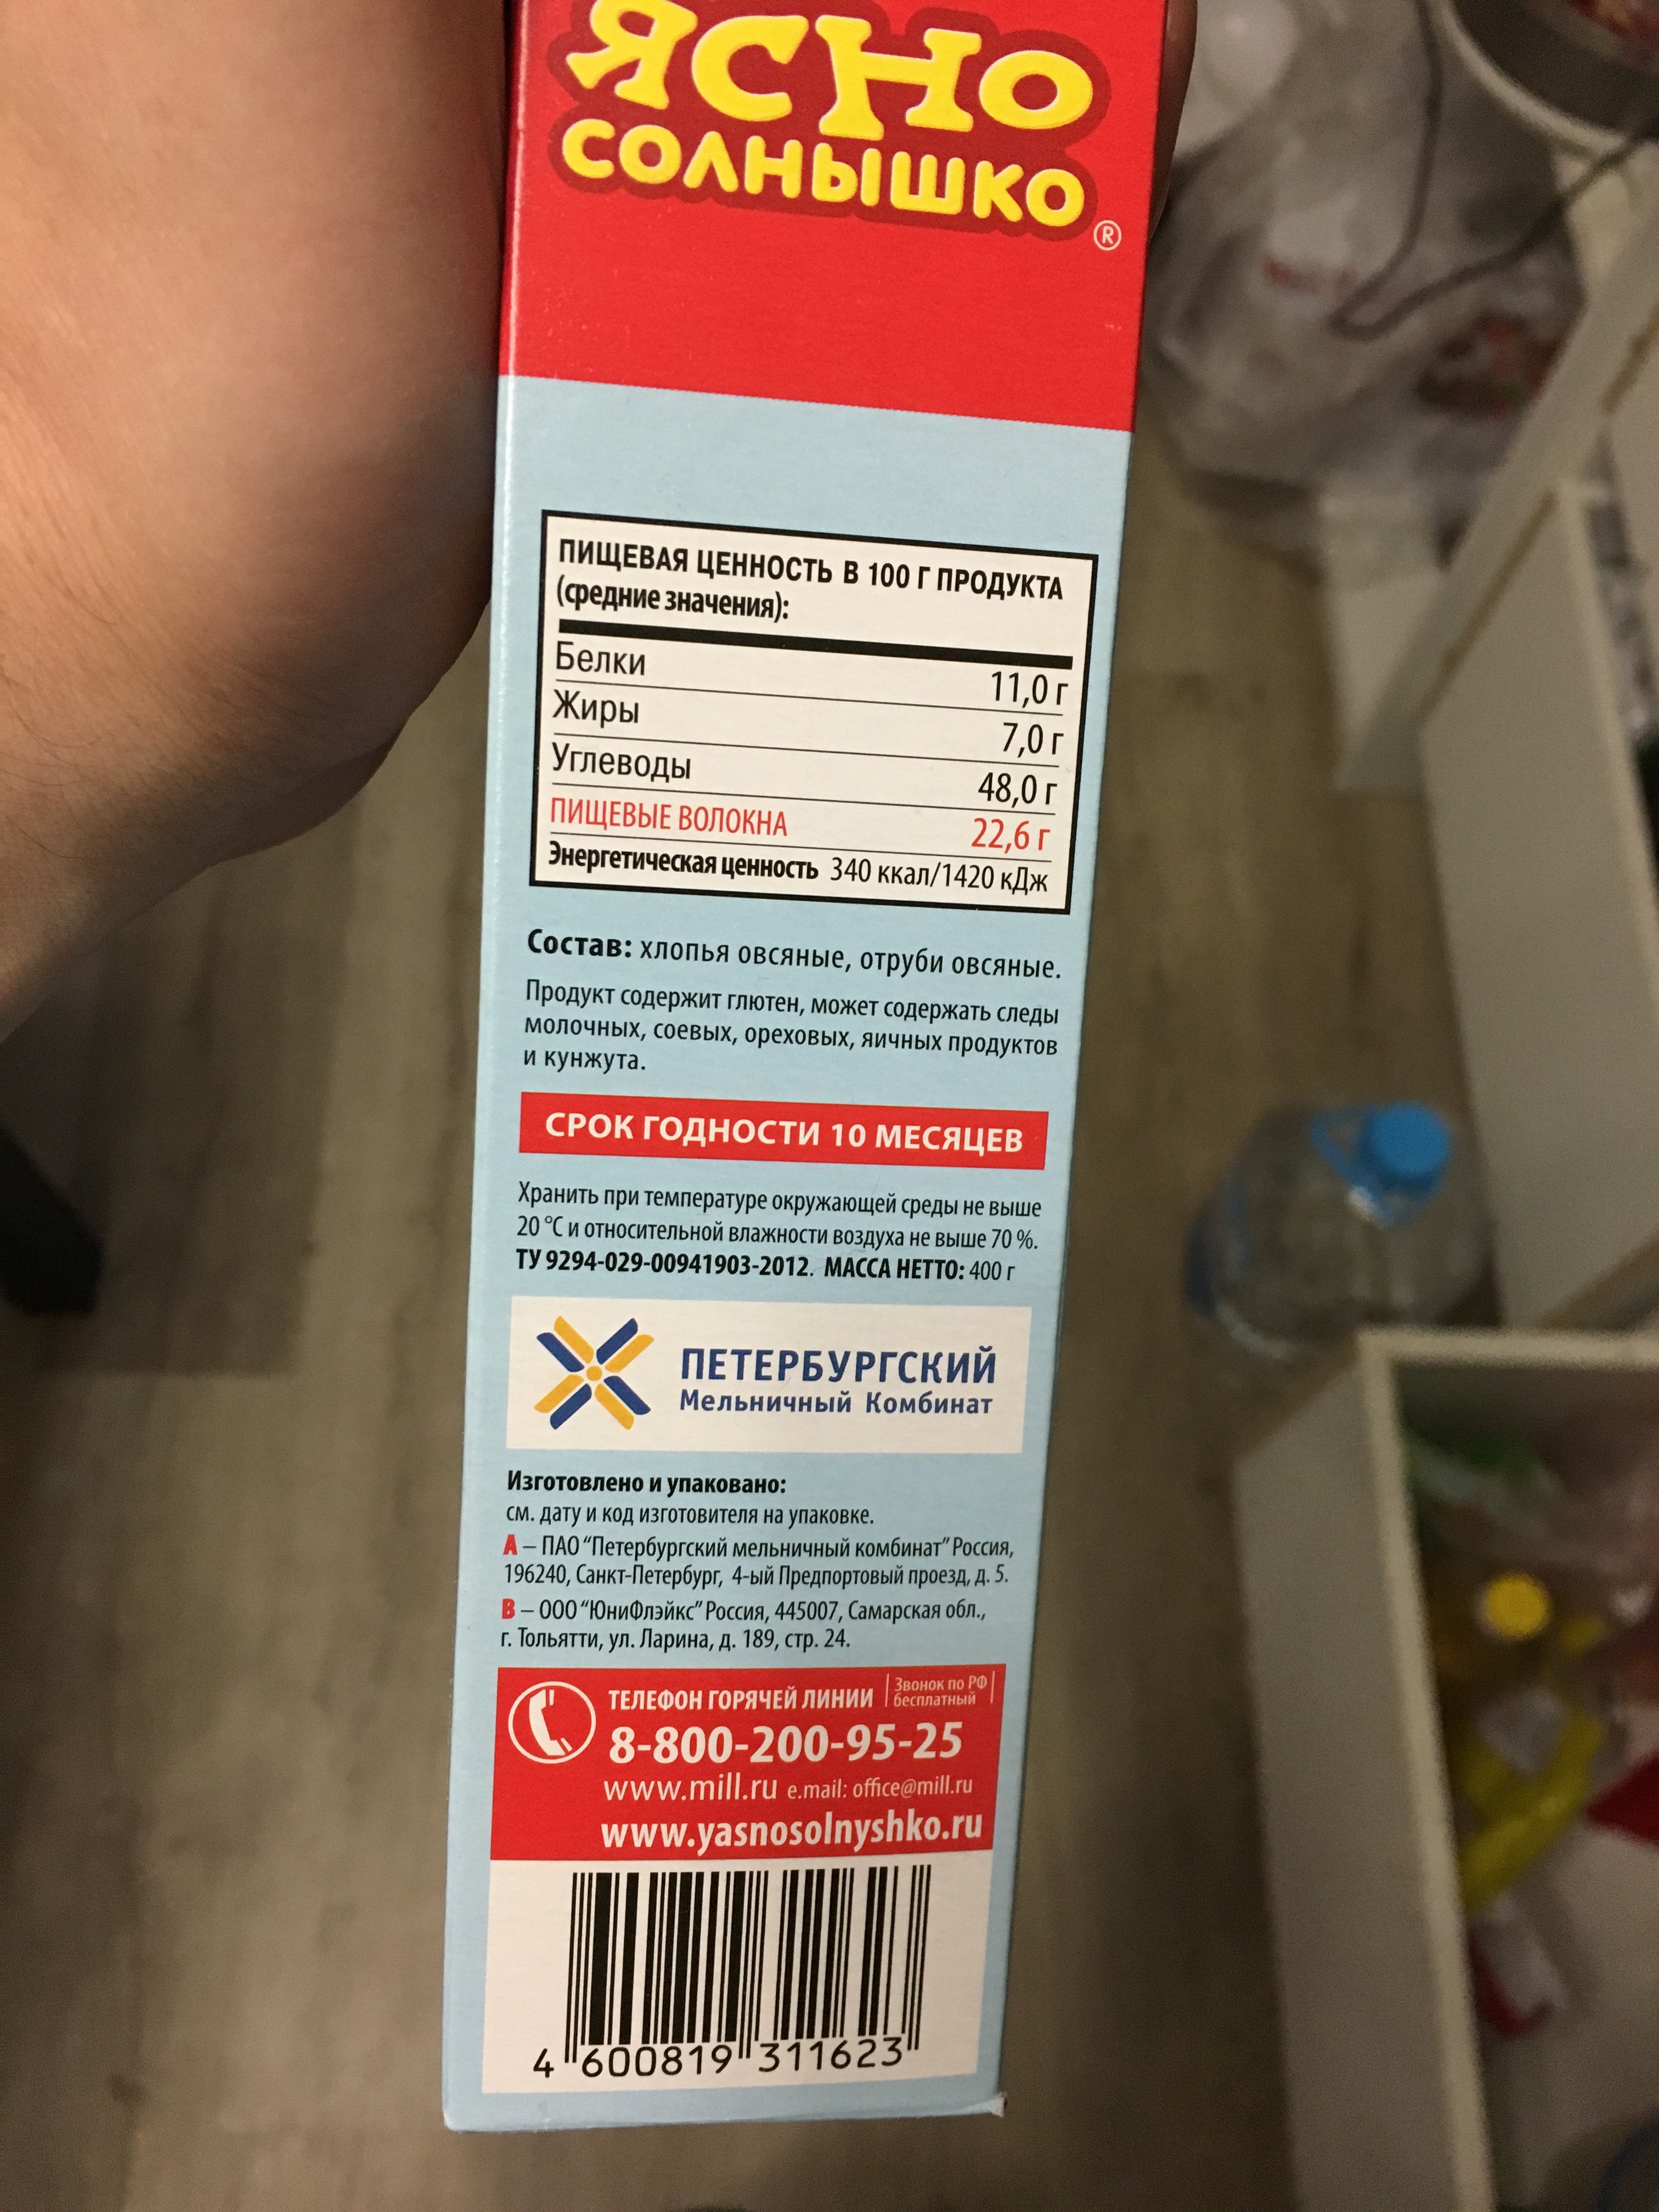 ЯСНО
СОЛНЫШКО
®
ПИЩЕВАЯ ЦЕННОСТЬ В 100 Г ПРОДУКТА
(средние значения):
Белки 11,0 г
Жиры 7,0 г
Углеводы 48,0 г
ПИЩЕВЫЕ ВОЛОКНА 22,6 г
Энергетическая ценность 340 ккал/1420 кДж
Состав: хлопья овсяные, отруби овсяные.
Продукт содержит глютен, может содержать следы
молочных, соевых, ореховых, яичных продуктов
и кунжута.
СРОК ГОДНОСТИ 10 МЕСЯЦЕВ
Хранить при температуре окружающей среды не выше
20 °С и относительной влажности воздуха не выше 70 %.
ТУ 9294-029-00941903-2012. МАССА НЕТТО: 400 г
ПЕТЕРБУРГСКИЙ
Мельничный Комбинат
Изготовлено и упаковано:
см. дату и код изготовителя на упаковке.
А – ПАО "Петербургский мельничный комбинат" Россия,
196240, Санкт-Петербург, 4-ый Предпортовый проезд, д. 5.
В – ООО "ЮниФлэйкс" Россия, 445007, Самарская обл.,
г. Тольятти, ул. Ларина, д. 189, стр. 24.
ТЕЛЕФОН ГОРЯЧЕЙ ЛИНИИ
Звонок по РФ
бесплатный
8-800-200-95-25
www.mill.ru e.mail: office@mill.ru
www.yasnosolnyshko.ru
4 600819 311623